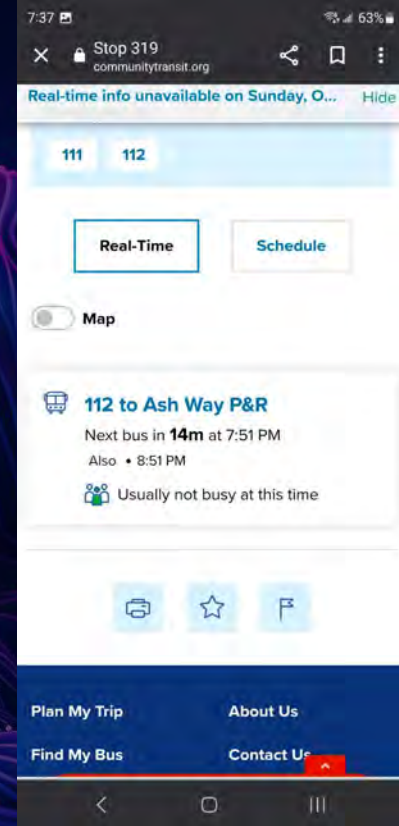 7:37 63%
Stop 319
communitytransit.org
Real-time info unavailable on Sunday, O... Hide
111 112
Real-Time Schedule
Map
112 to Ash Way P&R
Next bus in 14m at 7:51 PM
Also • 8:51 PM
Usually not busy at this time
Plan My Trip About Us
Find My Bus Contact Us